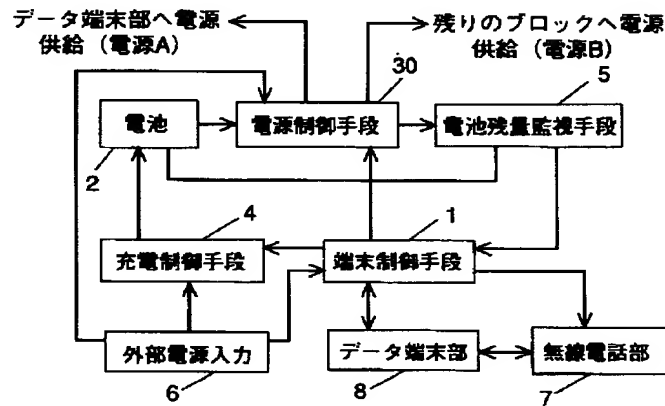 データ端末部へ電源
供給（電源A）
残りのブロックへ電源
供給（電源B）
30
5
電池
電源制御手段
電池残量監視手段
2
4
1
充電制御手段
端末制御手段
外部電源入力
データ端末部
無線電話部
6
8
7